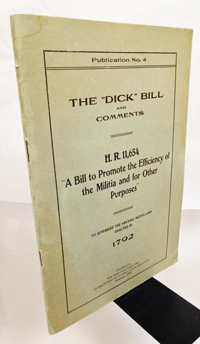 Publication No. 4
THE "DICK" BILL
AND
COMMENTS
H. R. 11,654
"A Bill to Promote the Efficiency of
the Militia and for Other
Purposes"
TO SUPERSEDE THE ARCHAIC MILITIA LAWS
ENACTED IN
1792